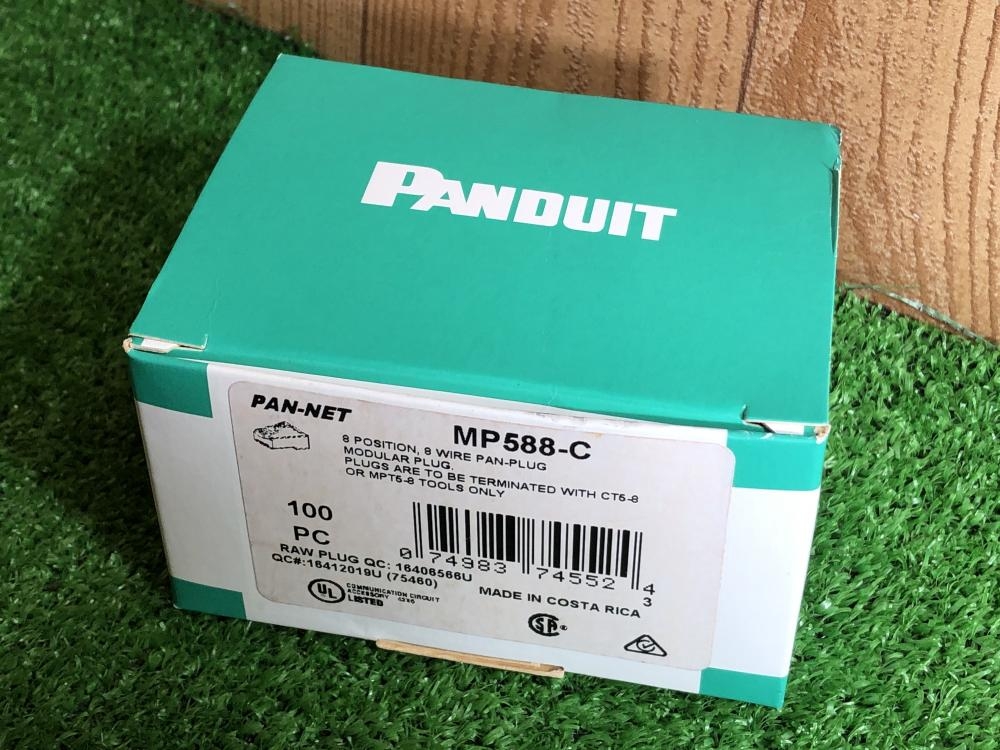 PANDUIT
PAN-NET
MP588-C
8 POSITION, 8 WIRE PAN-PLUG
MODULAR PLUG.
PLUGS ARE TO BE TERMINATED WITH CT5-8
OR MPT5-8 TOOLS ONLY
100
PC
0 74983 74552 4
3
RAW PLUG QC: 16406566U
QC#:16412019U (75460)
MADE IN COSTA RICA
UL
COMMUNICATION CIRCUIT
ACCESSORY
LISTED
SA